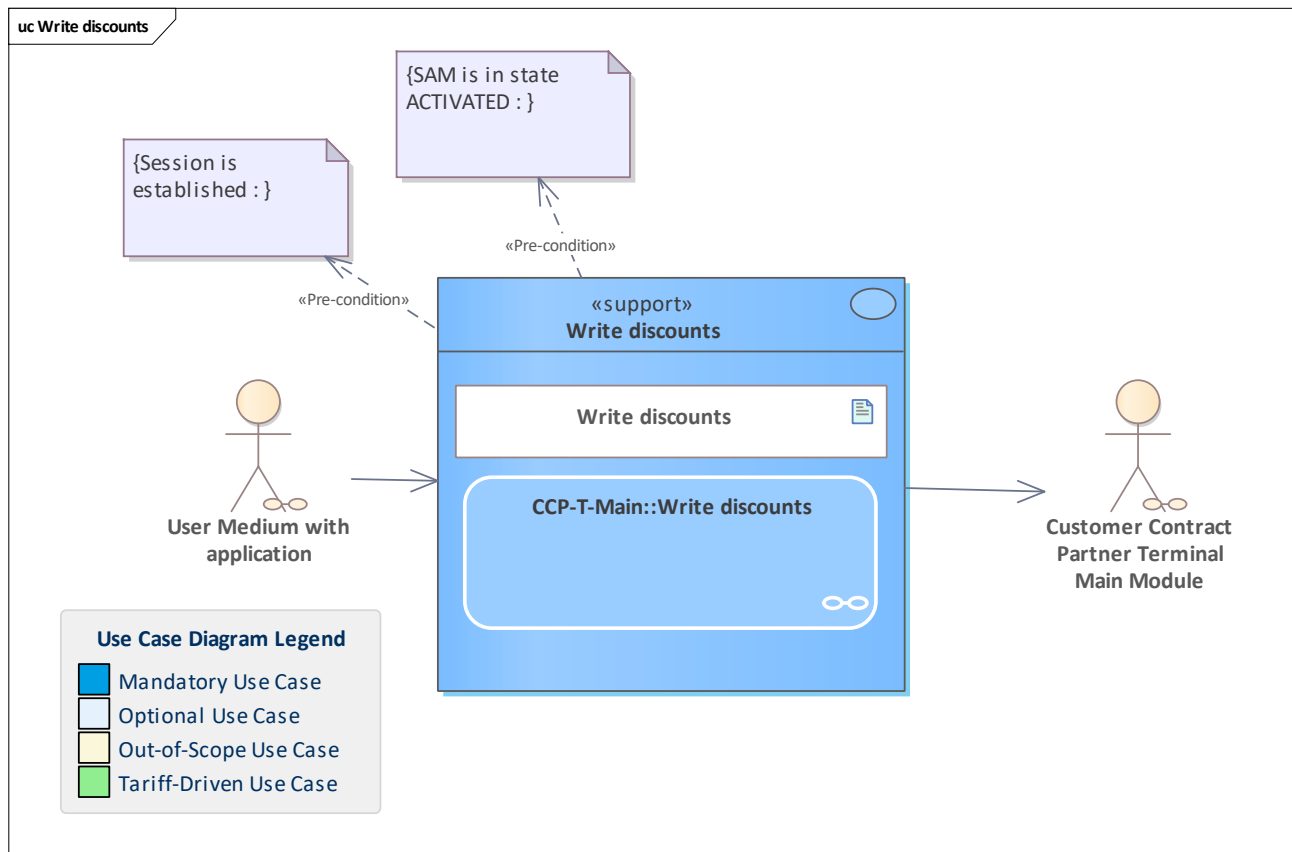 uc Write discounts
{SAM is in state
ACTIVATED : }
{Session is
established : }
«Pre-condition»
«Pre-condition»
«support»
Write discounts
Write discounts
CCP-T-Main::Write discounts
User Medium with
application
Customer Contract
Partner Terminal
Main Module
Use Case Diagram Legend
Mandatory Use Case
Optional Use Case
Out-of-Scope Use Case
Tariff-Driven Use Case